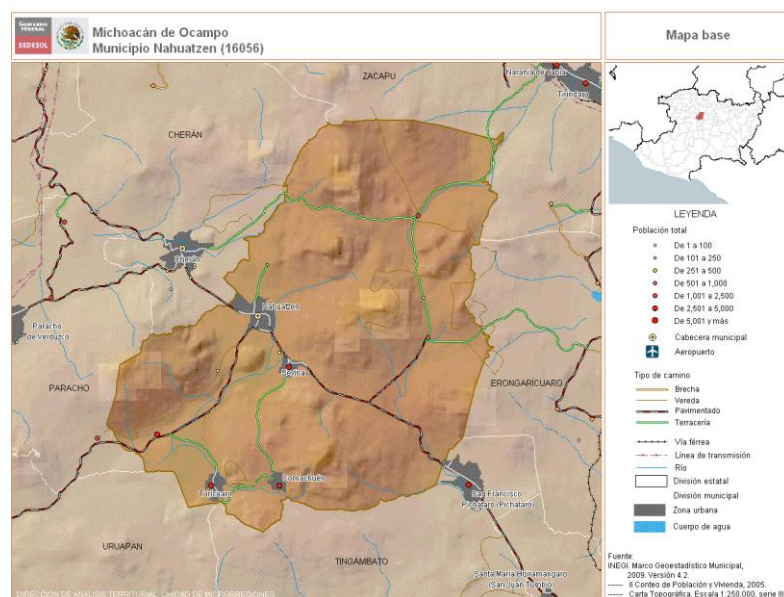 GOBIERNO
FEDERAL
SEDESOL
Michoacán de Ocampo
Municipio Nahuatzen (16056)
Mapa base
ZACAPU
Naranja de Tapia
Tiríndaro
CHERÁN
Cherán
Nahuatzen
Paracho
de Verduzco
Sevina
PARACHO
ERONGARÍCUARO
Turícuaro
Comachuén
San Francisco
Pichátaro (Pichátaro)
URUAPAN
TINGAMBATO
Santa María Huiramangaro
(San Juan Tumbio)
DIRECCIÓN DE ANÁLISIS TERRITORIAL, UNIDAD DE MICRORREGIONES
LEYENDA
Población total
De 1 a 100
De 101 a 250
De 251 a 500
De 501 a 1,000
De 1,001 a 2,500
De 2,501 a 5,000
De 5,001 y más
Cabecera municipal
Aeropuerto
Tipo de camino
Brecha
Vereda
Pavimentado
Terracería
Vía férrea
Línea de transmisión
Río
División estatal
División municipal
Zona urbana
Cuerpo de agua
Fuente:
INEGI. Marco Geoestadístico Municipal,
2009. Versión 4.2.
II Conteo de Población y Vivienda, 2005.
Carta Topográfica, Escala 1:250,000, serie III